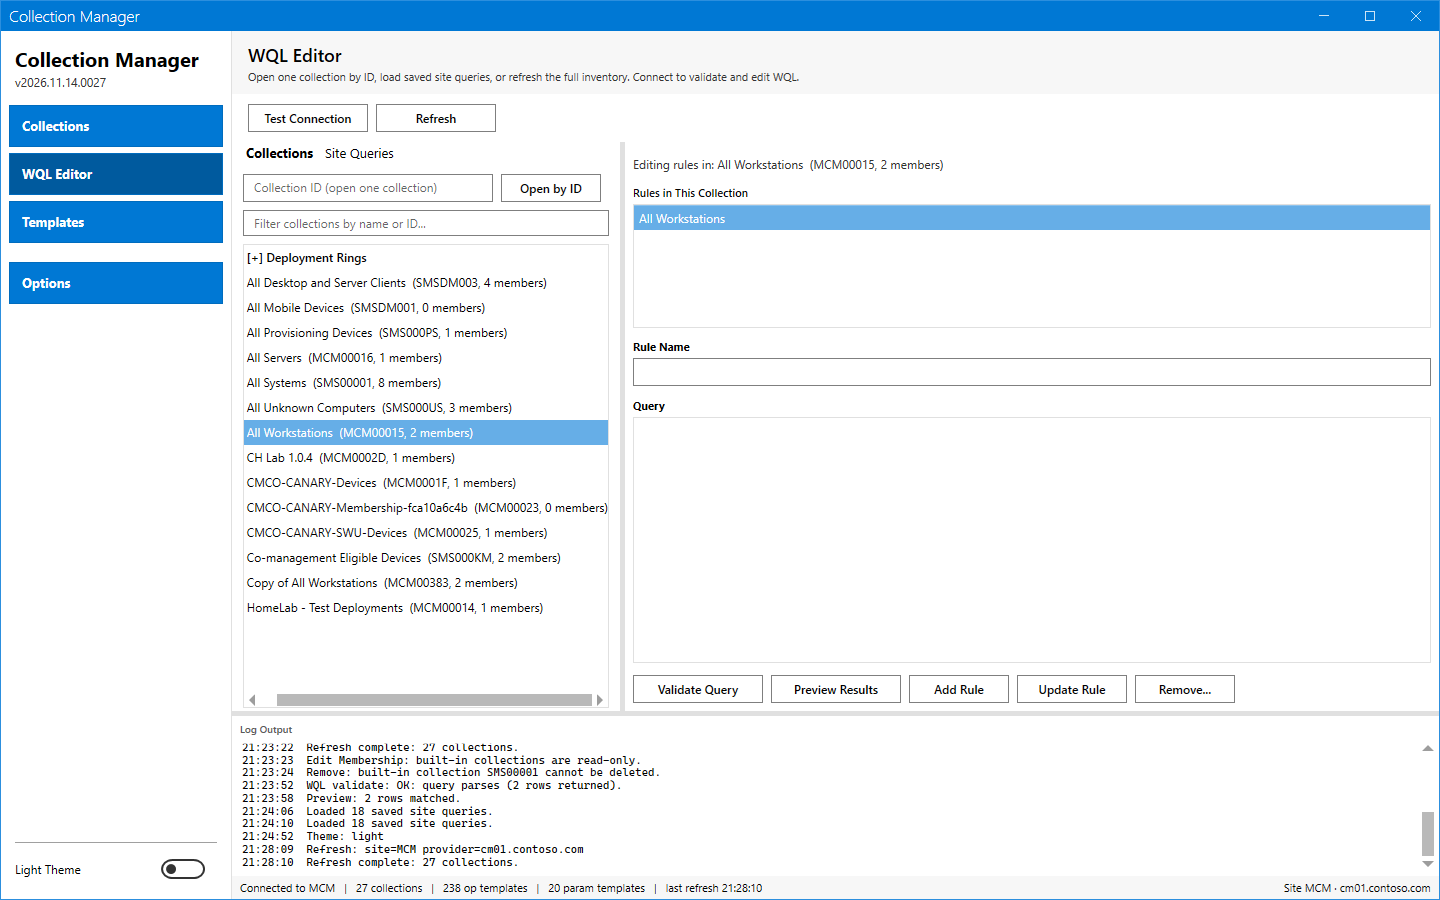 Collection Manager
Collection Manager
v2026.11.14.0027
Collections
WQL Editor
Templates
Options
Light Theme
WQL Editor
Open one collection by ID, load saved site queries, or refresh the full inventory. Connect to validate and edit WQL.
Test Connection Refresh
Collections Site Queries
Collection ID (open one collection) Open by ID
Filter collections by name or ID...
[+] Deployment Rings
All Desktop and Server Clients (SMSDM003, 4 members)
All Mobile Devices (SMSDM001, 0 members)
All Provisioning Devices (SMS000PS, 1 members)
All Servers (MCM00016, 1 members)
All Systems (SMS00001, 8 members)
All Unknown Computers (SMS000US, 3 members)
All Workstations (MCM00015, 2 members)
CH Lab 1.0.4 (MCM0002D, 1 members)
CMCO-CANARY-Devices (MCM0001F, 1 members)
CMCO-CANARY-Membership-fca10a6c4b (MCM00023, 0 members)
CMCO-CANARY-SWU-Devices (MCM00025, 1 members)
Co-management Eligible Devices (SMS000KM, 2 members)
Copy of All Workstations (MCM00383, 2 members)
HomeLab - Test Deployments (MCM00014, 1 members)
Editing rules in: All Workstations (MCM00015, 2 members)
Rules in This Collection
All Workstations
Rule Name
Query
Validate Query Preview Results Add Rule Update Rule Remove...
Log Output
21:23:22 Refresh complete: 27 collections.
21:23:23 Edit Membership: built-in collections are read-only.
21:23:24 Remove: built-in collection SMS00001 cannot be deleted.
21:23:52 WQL validate: OK: query parses (2 rows returned).
21:23:58 Preview: 2 rows matched.
21:24:06 Loaded 18 saved site queries.
21:24:10 Loaded 18 saved site queries.
21:24:52 Theme: light
21:28:09 Refresh: site=MCM provider=cm01.contoso.com
21:28:10 Refresh complete: 27 collections.
Connected to MCM | 27 collections | 238 op templates | 20 param templates | last refresh 21:28:10
Site MCM · cm01.contoso.com